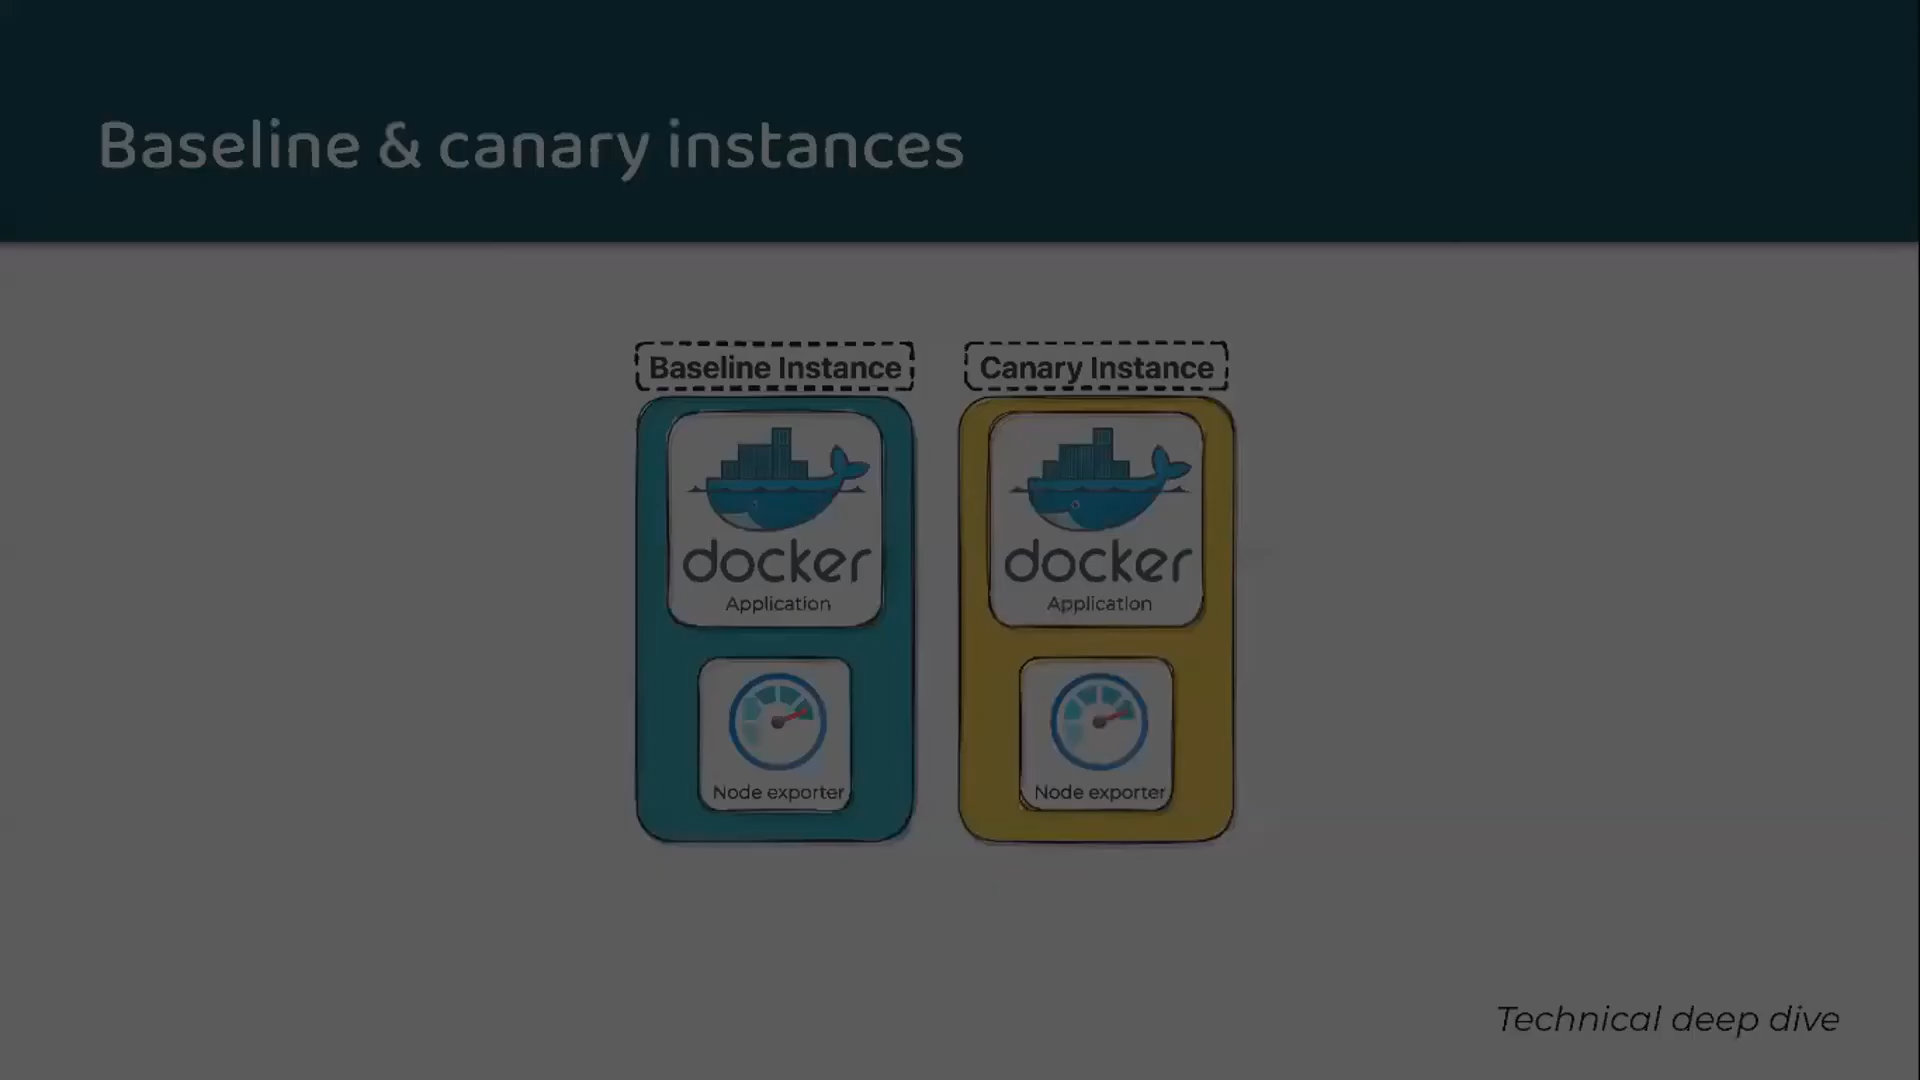 Baseline & canary instances
Baseline Instance
Canary Instance
docker
Application
docker
Application
Node exporter
Node exporter
Technical deep dive